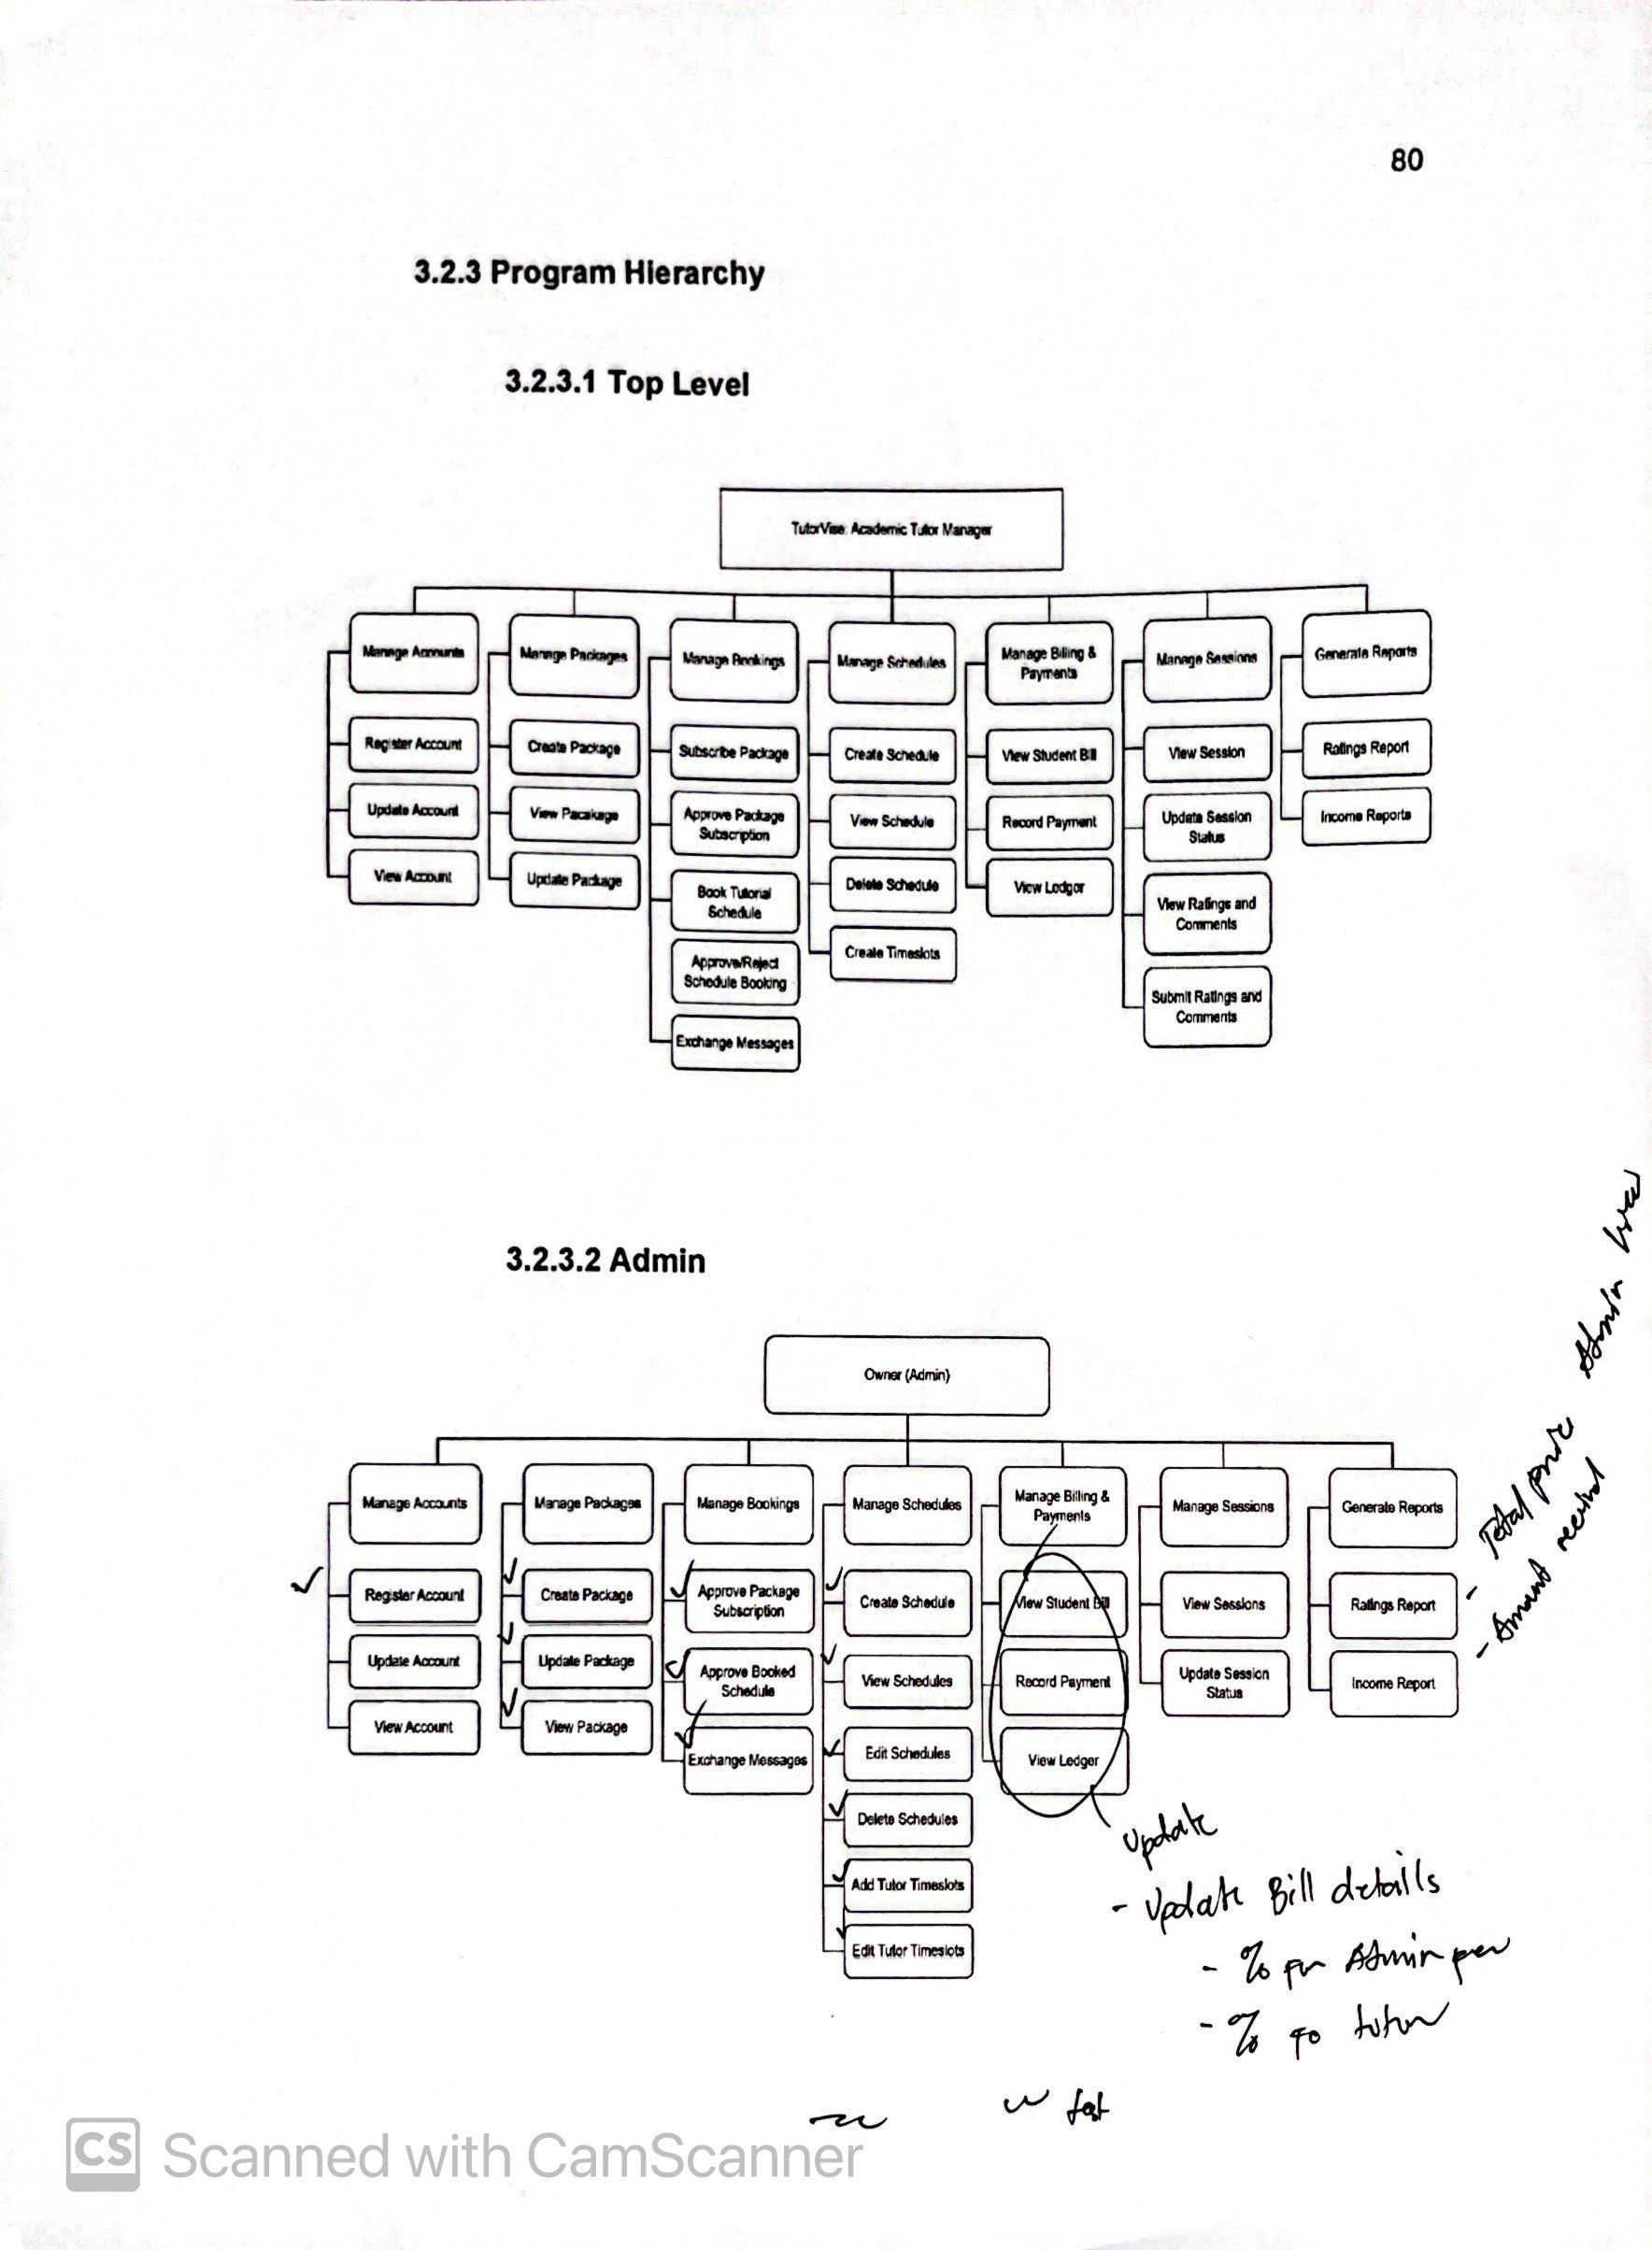 80
3.2.3 Program Hierarchy
3.2.3.1 Top Level
TutorVise: Academic Tutor Manager
Manage Accounts
Register Account
Update Account
View Account
Manage Packages
Create Package
View Pacakage
Update Package
Manage Bookings
Subscribe Package
Approve Package
Subscription
Book Tutorial
Schedule
Approve/Reject
Schedule Booking
Exchange Messages
Manage Schedules
Create Schedule
View Schedule
Delete Schedule
Create Timeslots
Manage Billing &
Payments
View Student Bill
Record Payment
View Ledger
Manage Sessions
View Session
Update Session
Status
View Ratings and
Comments
Submit Ratings and
Comments
Generate Reports
Ratings Report
Income Reports
3.2.3.2 Admin
Owner (Admin)
Manage Accounts
Register Account
Update Account
View Account
Manage Packages
Create Package
Update Package
View Package
Manage Bookings
Approve Package
Subscription
Approve Booked
Schedule
Exchange Messages
Manage Schedules
Create Schedule
View Schedules
Edit Schedules
Delete Schedules
Add Tutor Timeslots
Edit Tutor Timeslots
Manage Billing &
Payments
View Student Bill
Record Payment
View Ledger
Manage Sessions
View Sessions
Update Session
Status
Generate Reports
Ratings Report
Income Report
- Total price
- Amount received
Update
- Update Bill details
- % for Admin
- % to tutor
CS Scanned with CamScanner